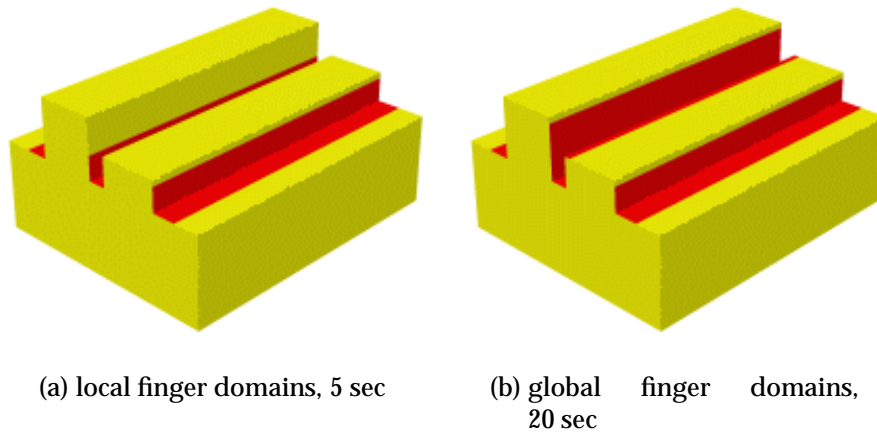 (a) local finger domains, 5 sec
(b) global finger domains,
20 sec